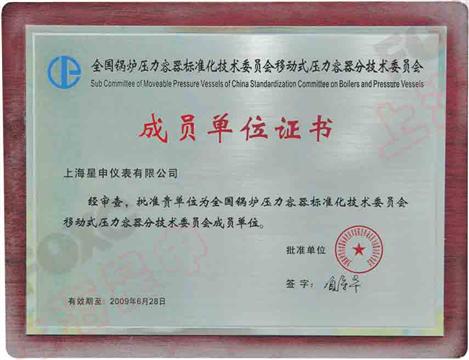 全国锅炉压力容器标准化技术委员会移动式压力容器分技术委员会
Sub Committee of Moveable Pressure Vessels of China Standardization Committee on Boilers and Pressure Vessels
成员单位证书
上海星申仪表有限公司
经审查，批准贵单位为全国锅炉压力容器标准化技术委员会
移动式压力容器分技术委员会成员单位。
批准单位
签字：
有效期至：2009年6月28日